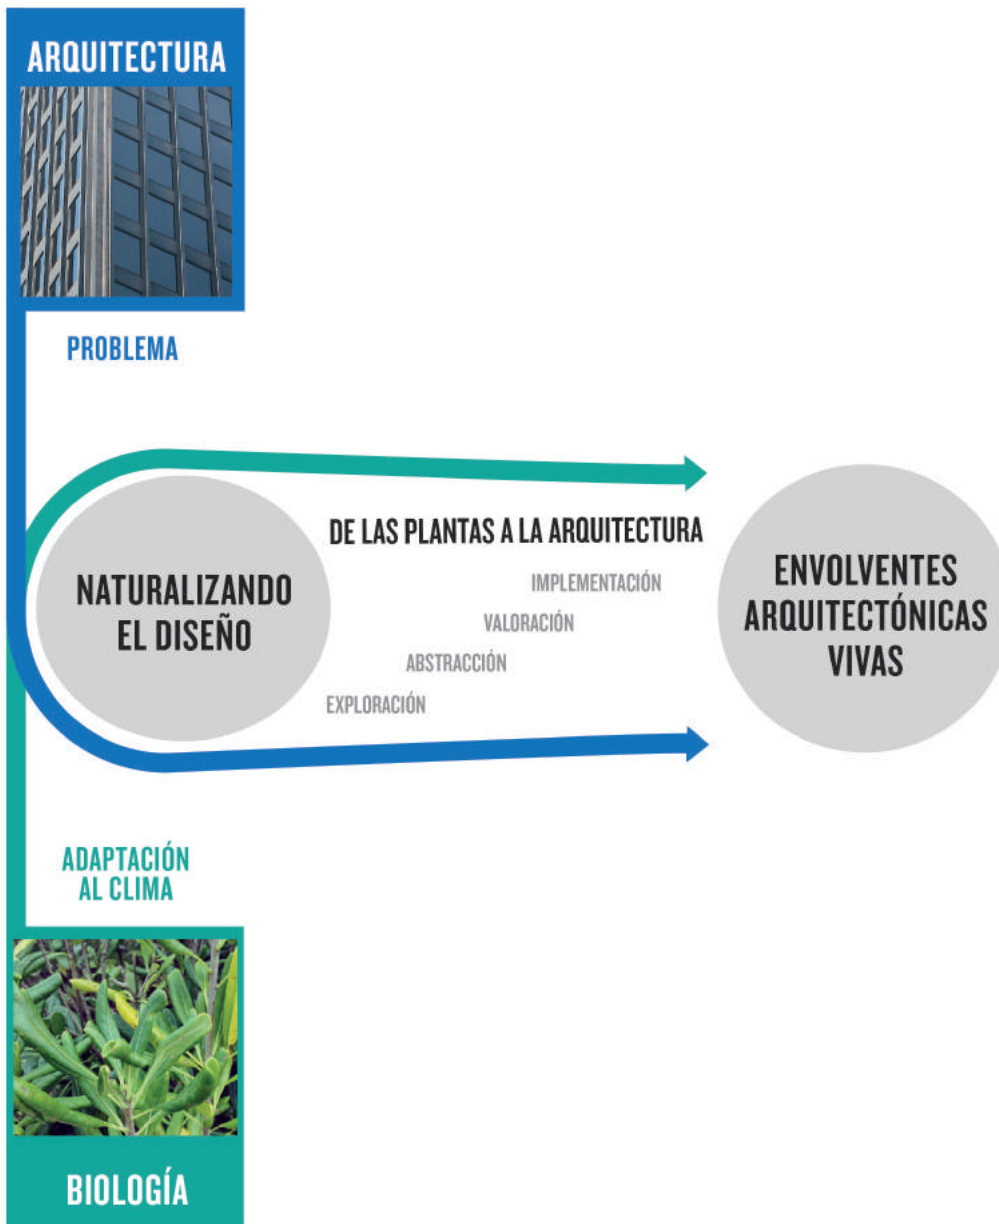 ARQUITECTURA
PROBLEMA
NATURALIZANDO
EL DISEÑO
DE LAS PLANTAS A LA ARQUITECTURA
IMPLEMENTACIÓN
VALORACIÓN
ABSTRACCIÓN
EXPLORACIÓN
ENVOLVENTES
ARQUITECTÓNICAS
VIVAS
ADAPTACIÓN
AL CLIMA
BIOLOGÍA